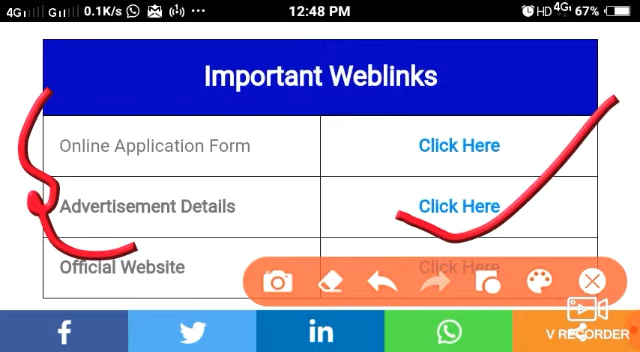 4G G 0.1K/s 12:48 PM HD 4G 67%
Important Weblinks
Online Application Form Click Here
Advertisement Details Click Here
Official Website Click Here
f in
V RECORDER